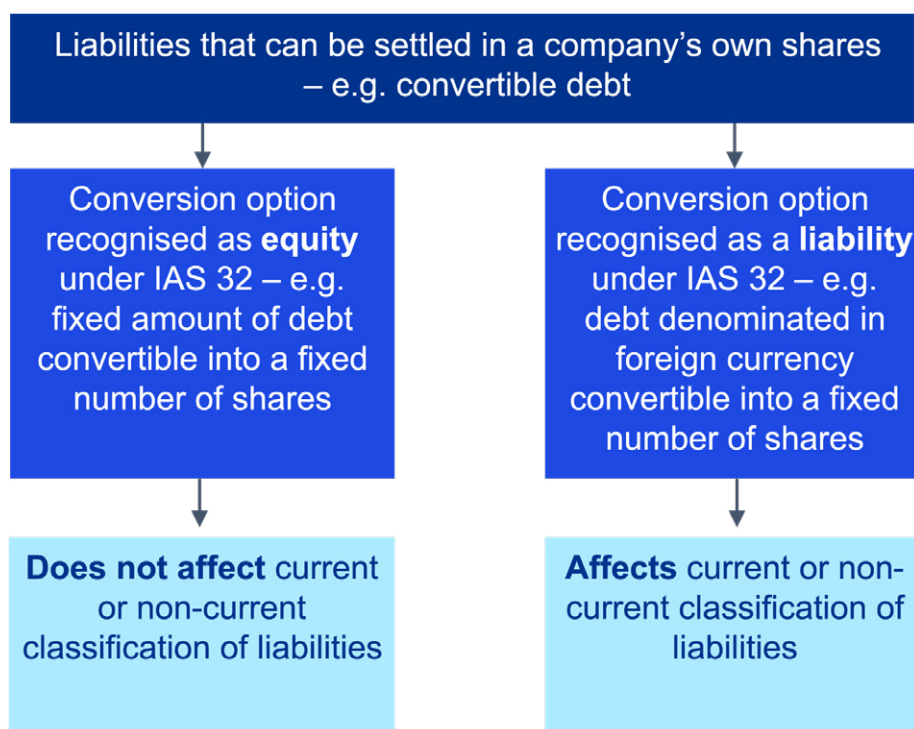 Liabilities that can be settled in a company’s own shares
– e.g. convertible debt
Conversion option
recognised as equity
under IAS 32 – e.g.
fixed amount of debt
convertible into a fixed
number of shares
Conversion option
recognised as a liability
under IAS 32 – e.g.
debt denominated in
foreign currency
convertible into a fixed
number of shares
Does not affect current
or non-current
classification of liabilities
Affects current or non-
current classification of
liabilities